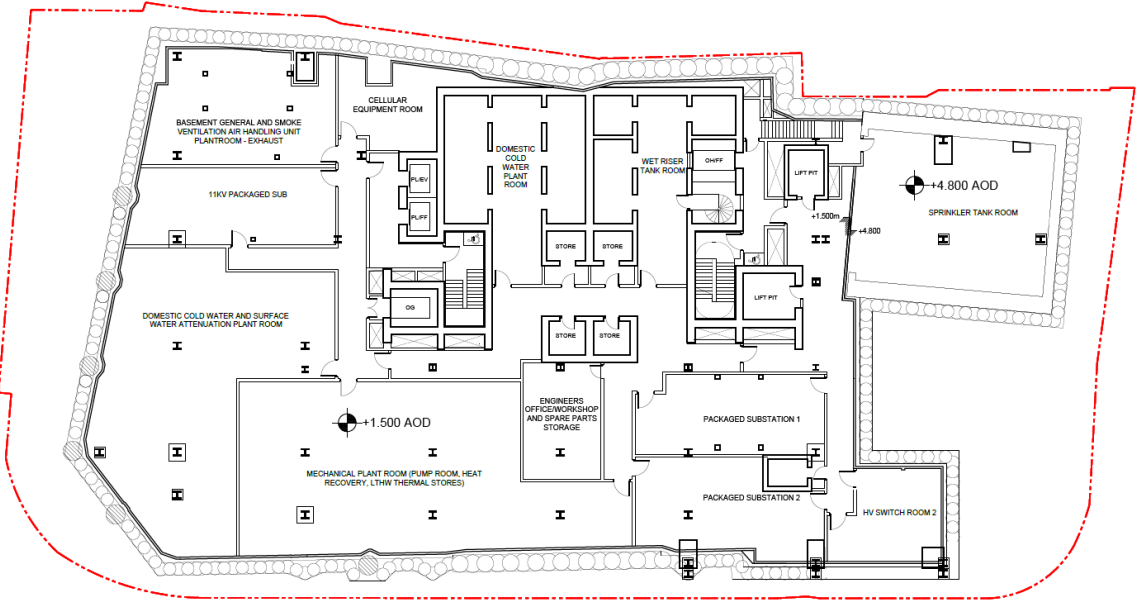 CELLULAR
EQUIPMENT ROOM
BASEMENT GENERAL AND SMOKE
VENTILATION AIR HANDLING UNIT
PLANTROOM - EXHAUST
DOMESTIC
COLD
WATER
PLANT
ROOM
WET RISER
TANK ROOM
OH/FF
LIFT PIT
PL/EV
PL/FF
+4.800 AOD
SPRINKLER TANK ROOM
11KV PACKAGED SUB
+1.500m
+4.800
STORE
STORE
LIFT PIT
OG
DOMESTIC COLD WATER AND SURFACE
WATER ATTENUATION PLANT ROOM
STORE
STORE
ENGINEERS
OFFICE/WORKSHOP
AND SPARE PARTS
STORAGE
+1.500 AOD
PACKAGED SUBSTATION 1
MECHANICAL PLANT ROOM (PUMP ROOM, HEAT
RECOVERY, LTHW THERMAL STORES)
PACKAGED SUBSTATION 2
HV SWITCH ROOM 2